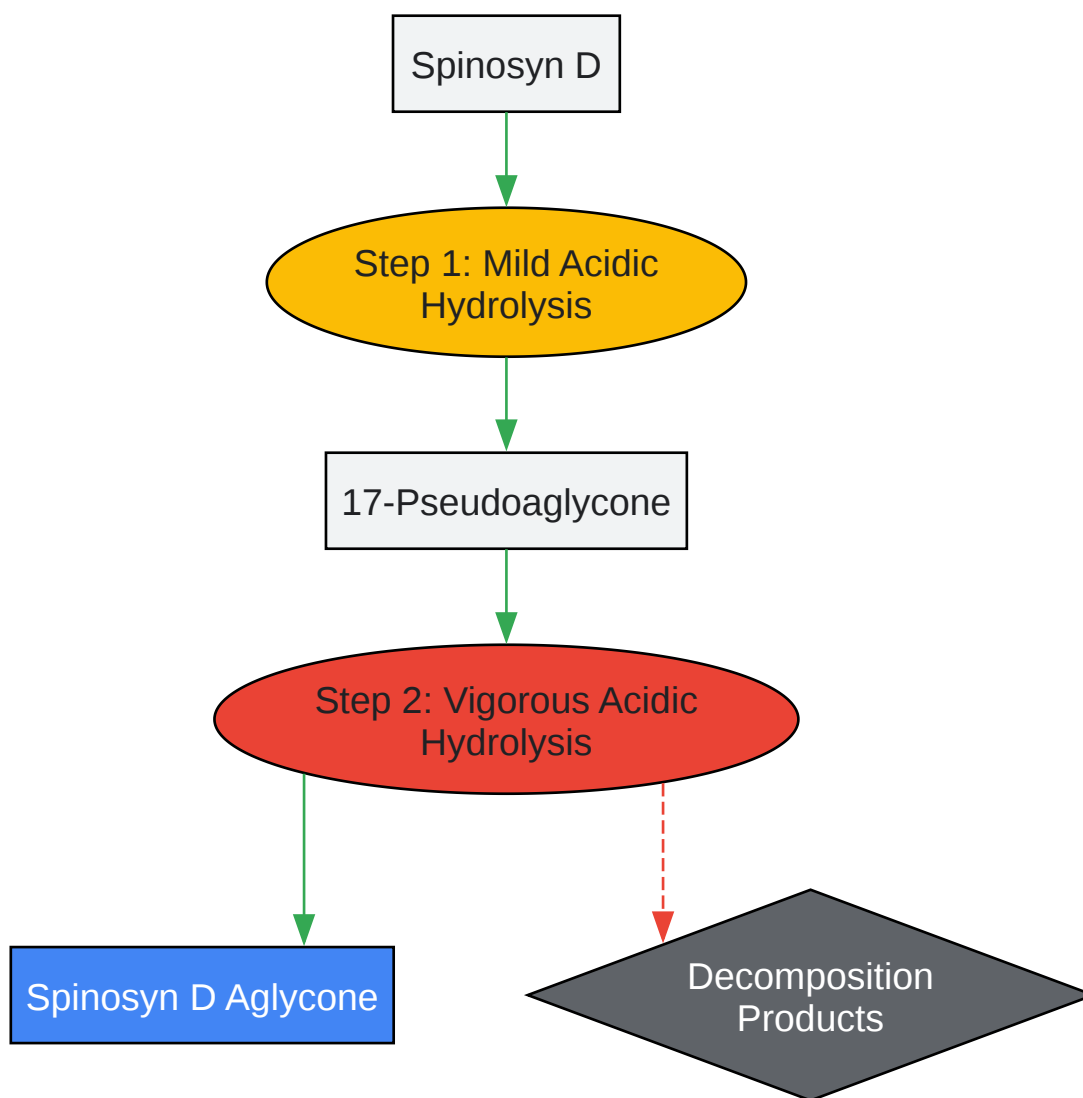 Spinosyn D
Step 1: Mild Acidic
Hydrolysis
17-Pseudoaglycone
Step 2: Vigorous Acidic
Hydrolysis
Spinosyn D Aglycone
Decomposition
Products